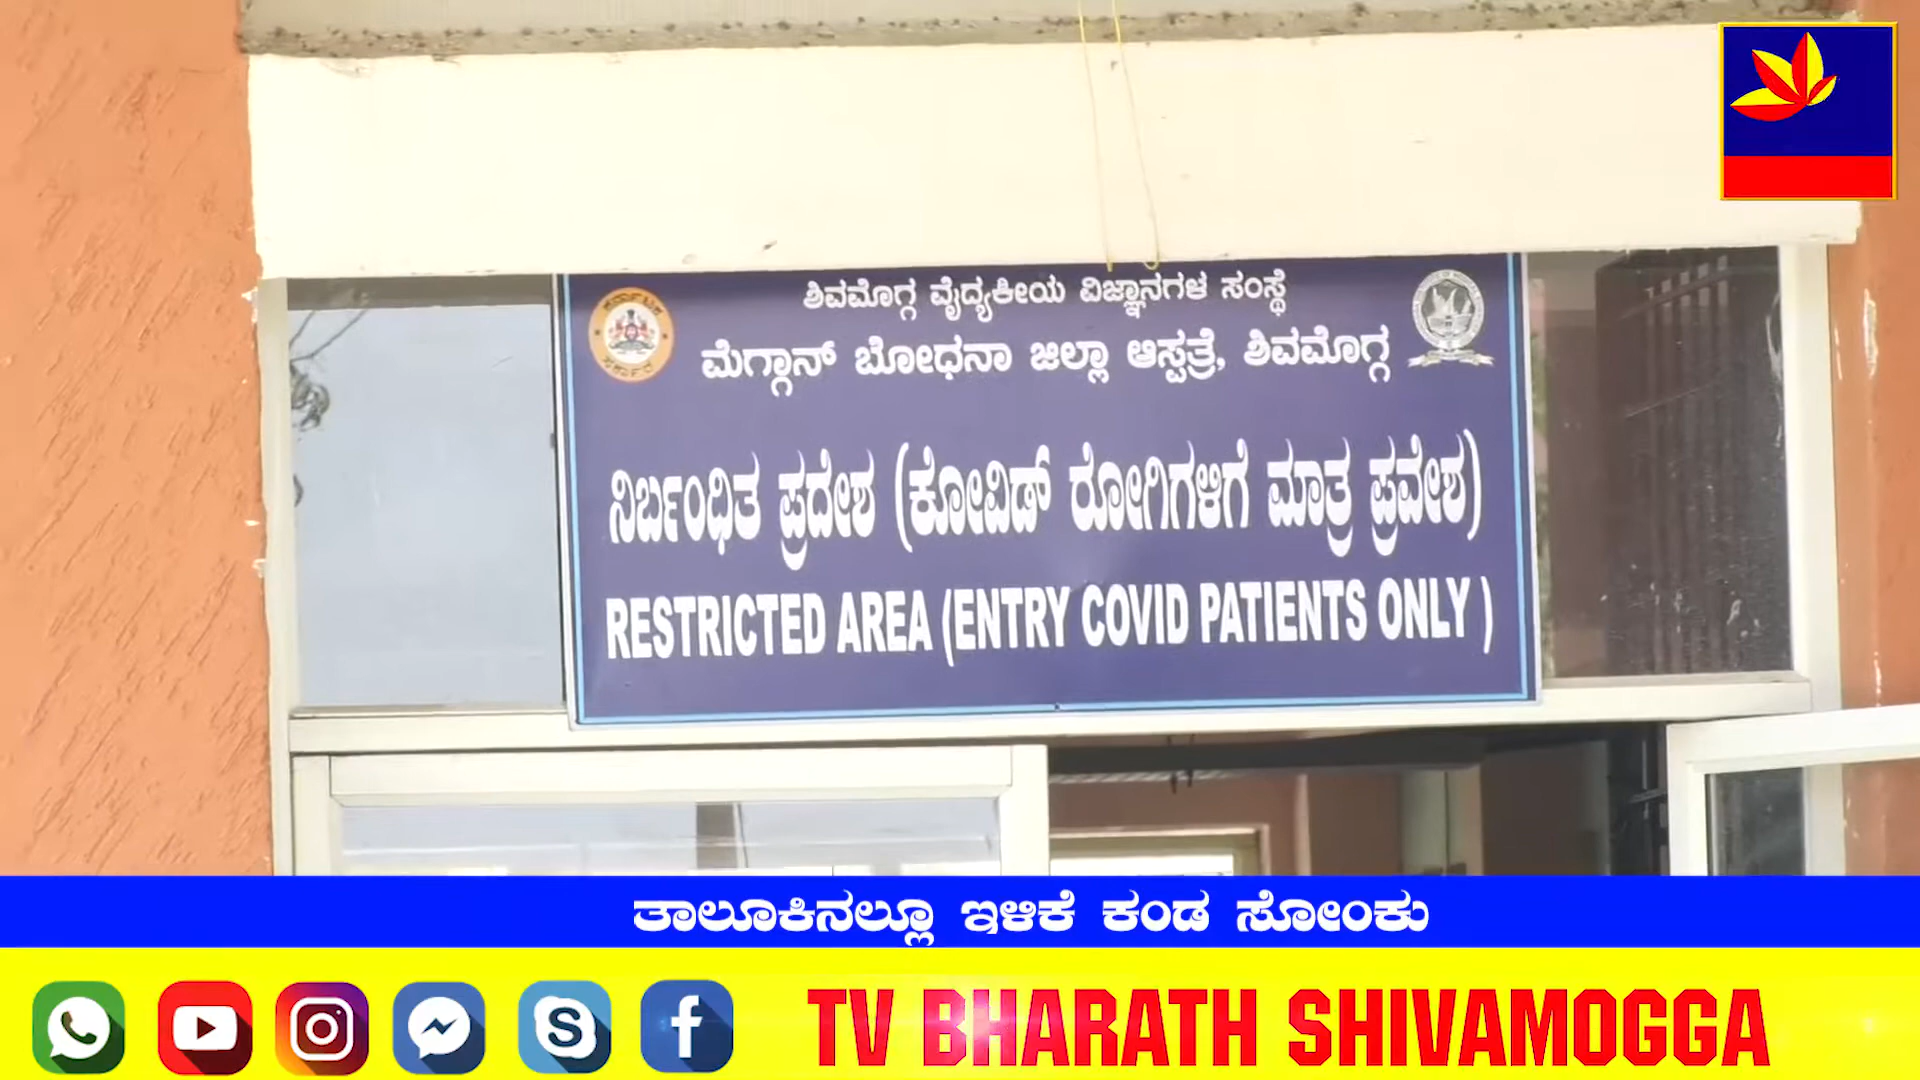 ಶಿವಮೊಗ್ಗ ವೈದ್ಯಕೀಯ ವಿಜ್ಞಾನಗಳ ಸಂಸ್ಥೆ
ಮೆಗ್ಗಾನ್ ಬೋಧನಾ ಜಿಲ್ಲಾ ಆಸ್ಪತ್ರೆ, ಶಿವಮೊಗ್ಗ
ನಿರ್ಬಂಧಿತ ಪ್ರದೇಶ (ಕೋವಿಡ್ ರೋಗಿಗಳಿಗೆ ಮಾತ್ರ ಪ್ರವೇಶ)
RESTRICTED AREA (ENTRY COVID PATIENTS ONLY )
ತಾಲೂಕಿನಲ್ಲೂ ಇಳಿಕೆ ಕಂಡ ಸೋಂಕು
TV BHARATH SHIVAMOGGA